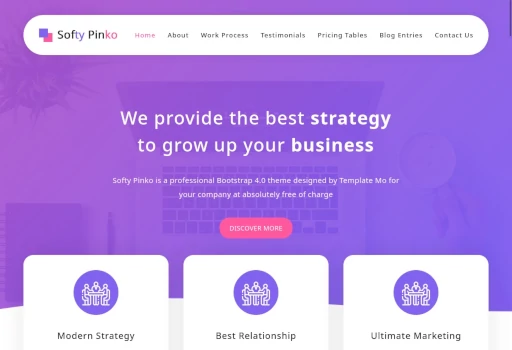 Softy Pinko
Home About Work Process Testimonials Pricing Tables Blog Entries Contact Us
We provide the best strategy
to grow up your business
Softy Pinko is a professional Bootstrap 4.0 theme designed by Template Mo for
your company at absolutely free of charge
DISCOVER MORE
Modern Strategy
Best Relationship
Ultimate Marketing